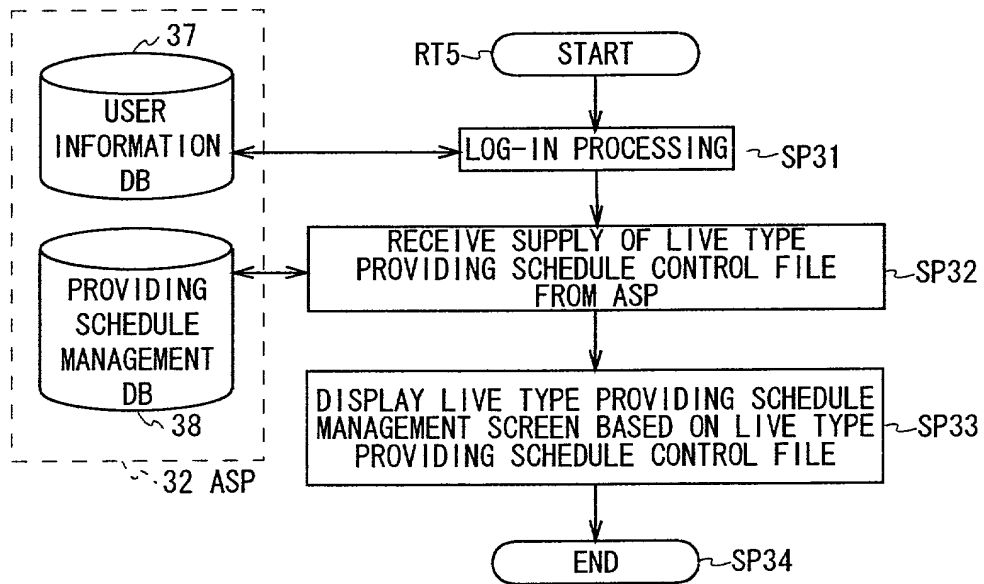 37
USER
INFORMATION
DB
PROVIDING
SCHEDULE
MANAGEMENT
DB
38
32 ASP
RT5
START
LOG-IN PROCESSING
SP31
RECEIVE SUPPLY OF LIVE TYPE
PROVIDING SCHEDULE CONTROL FILE
FROM ASP
SP32
DISPLAY LIVE TYPE PROVIDING SCHEDULE
MANAGEMENT SCREEN BASED ON LIVE TYPE
PROVIDING SCHEDULE CONTROL FILE
SP33
END
SP34